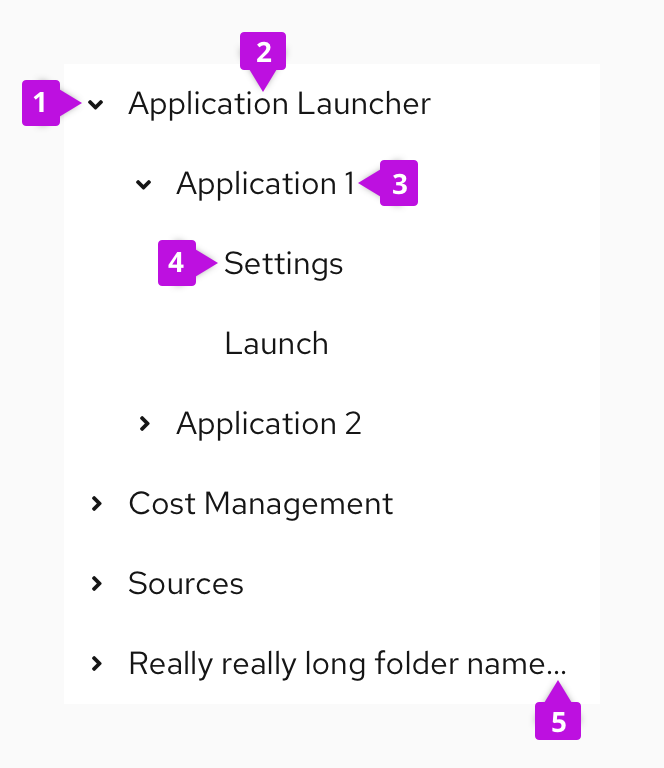 2
1 Application Launcher
Application 1 3
4 Settings
Launch
Application 2
Cost Management
Sources
Really really long folder name...
5